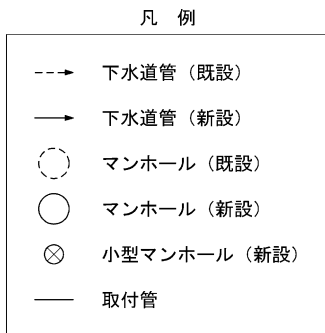 凡 例
下水道管（既設）
下水道管（新設）
マンホール（既設）
マンホール（新設）
小型マンホール（新設）
取付管